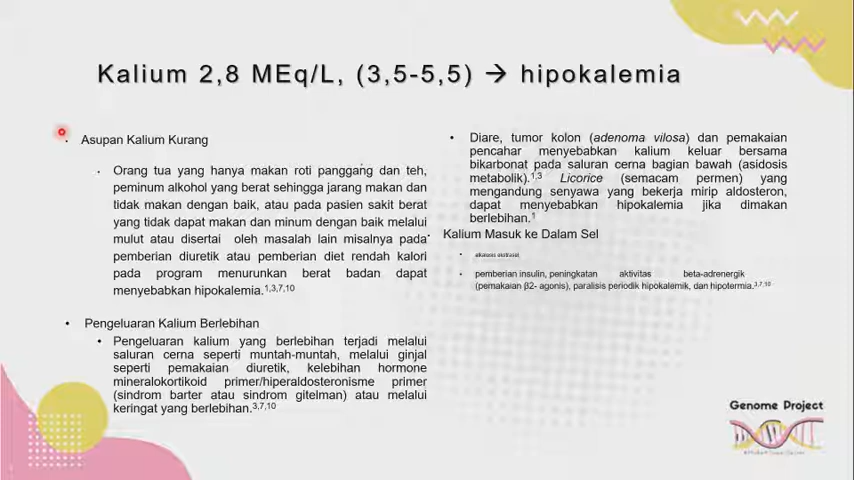 Kalium 2,8 MEq/L, (3,5-5,5) → hipokalemia
• Asupan Kalium Kurang
• Orang tua yang hanya makan roti panggang dan teh,
peminum alkohol yang berat sehingga jarang makan dan
tidak makan dengan baik, atau pada pasien sakit berat
yang tidak dapat makan dan minum dengan baik melalui
mulut atau disertai oleh masalah lain misalnya pada
pemberian diuretik atau pemberian diet rendah kalori
pada program menurunkan berat badan dapat
menyebabkan hipokalemia.1,3,7,10
• Pengeluaran Kalium Berlebihan
• Pengeluaran kalium yang berlebihan terjadi melalui
saluran cerna seperti muntah-muntah, melalui ginjal
seperti pemakaian diuretik, kelebihan hormone
mineralokortikoid primer/hiperaldosteronisme primer
(sindrom barter atau sindrom gitelman) atau melalui
keringat yang berlebihan.3,7,10
• Diare, tumor kolon (adenoma vilosa) dan pemakaian
pencahar menyebabkan kalium keluar bersama
bikarbonat pada saluran cerna bagian bawah (asidosis
metabolik).1,3 Licorice (semacam permen) yang
mengandung senyawa yang bekerja mirip aldosteron,
dapat menyebabkan hipokalemia jika dimakan
berlebihan.1
• Kalium Masuk ke Dalam Sel
• pemberian insulin, peningkatan aktivitas beta-adrenergik
(pemakaian β2- agonis), paralisis periodik hipokalemik, dan hipotermia.3,7,10
Genome Project